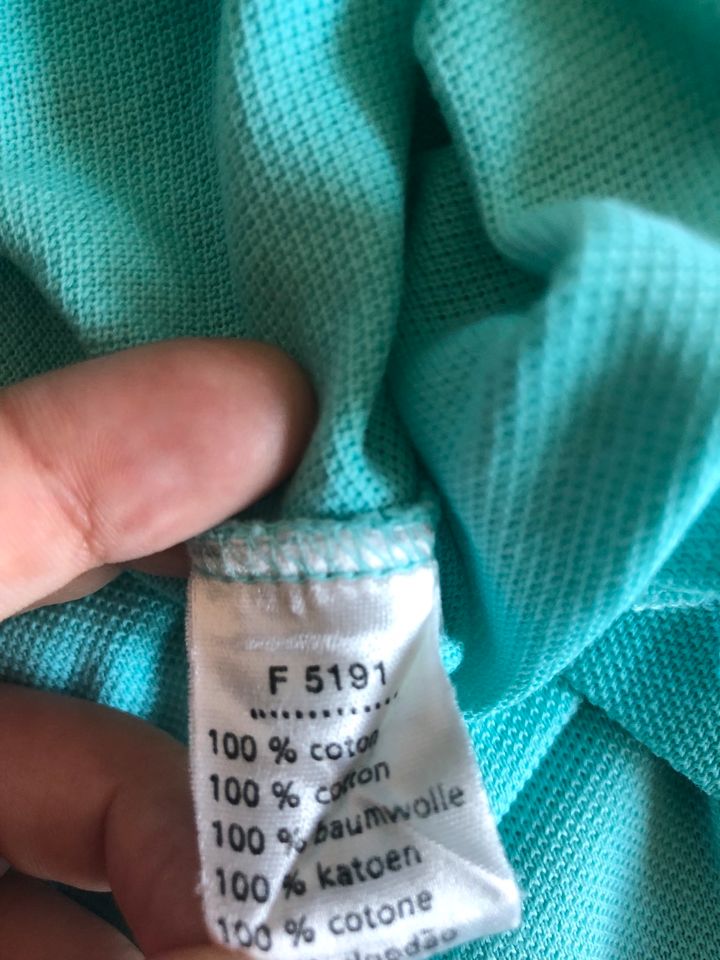 F 5191
100 % coton
100 % cotton
100 % baumwolle
100 % katoen
100 % cotone